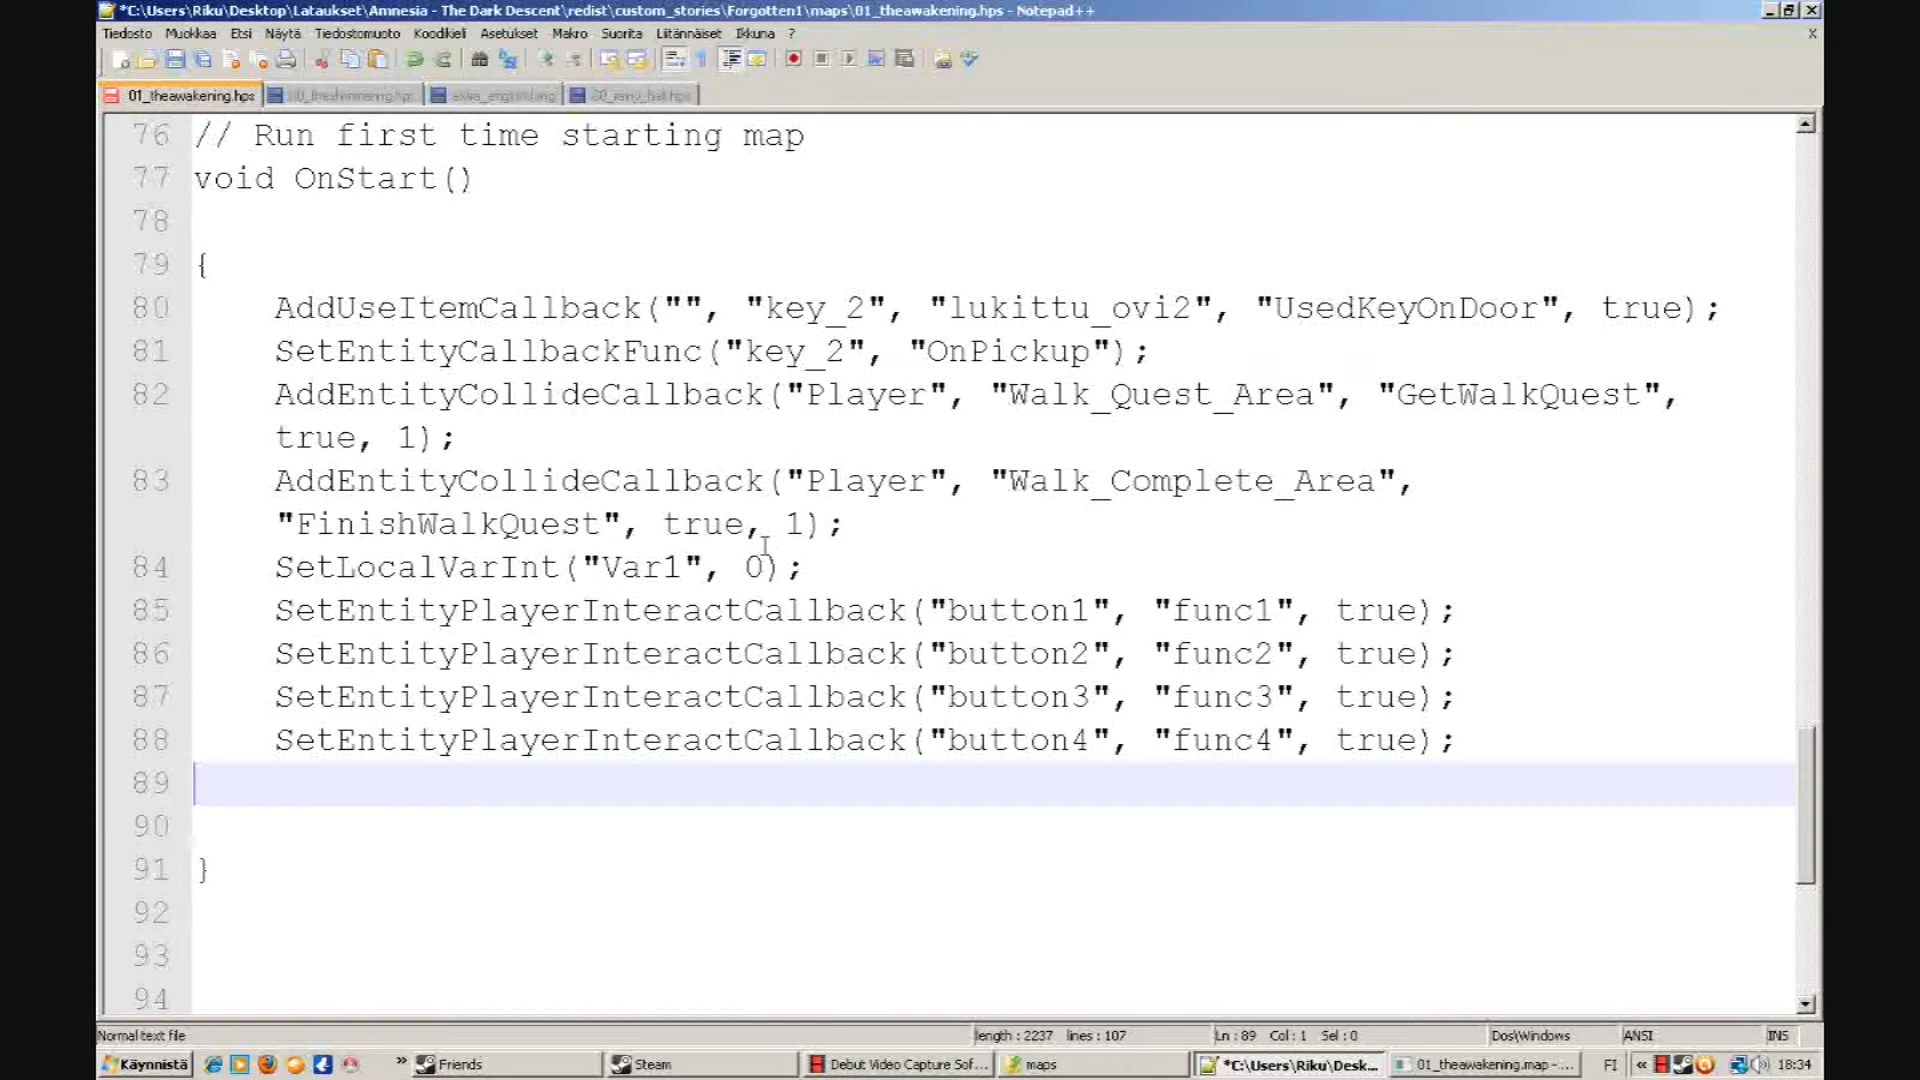 *C:\Users\Riku\Desktop\Lataukset\Amnesia - The Dark Descent\redist\custom_stories\Forgotten1\maps\01_theawakening.hps - Notepad++
Tiedosto Muokkaa Etsi Näytä Tiedostomuoto Koodikieli Asetukset Makro Suorita Liitännäiset Ikkuna ?
X
01_theawakening.hps
76 // Run first time starting map
77 void OnStart()
78
79 {
80 AddUseItemCallback("", "key_2", "lukittu_ovi2", "UsedKeyOnDoor", true);
81 SetEntityCallbackFunc("key_2", "OnPickup");
82 AddEntityCollideCallback("Player", "Walk_Quest_Area", "GetWalkQuest",
true, 1);
83 AddEntityCollideCallback("Player", "Walk_Complete_Area",
"FinishWalkQuest", true, 1);
84 SetLocalVarInt("Var1", 0);
85 SetEntityPlayerInteractCallback("button1", "func1", true);
86 SetEntityPlayerInteractCallback("button2", "func2", true);
87 SetEntityPlayerInteractCallback("button3", "func3", true);
88 SetEntityPlayerInteractCallback("button4", "func4", true);
89
90
91 }
92
93
94
Normal text file length : 2237 lines : 107 Ln : 89 Col : 1 Sel : 0 Dos\Windows ANSI INS
Käynnistä » Friends Steam Debut Video Capture Sof... maps *C:\Users\Riku\Desk... 01_theawakening.map - ... FI « 18:34